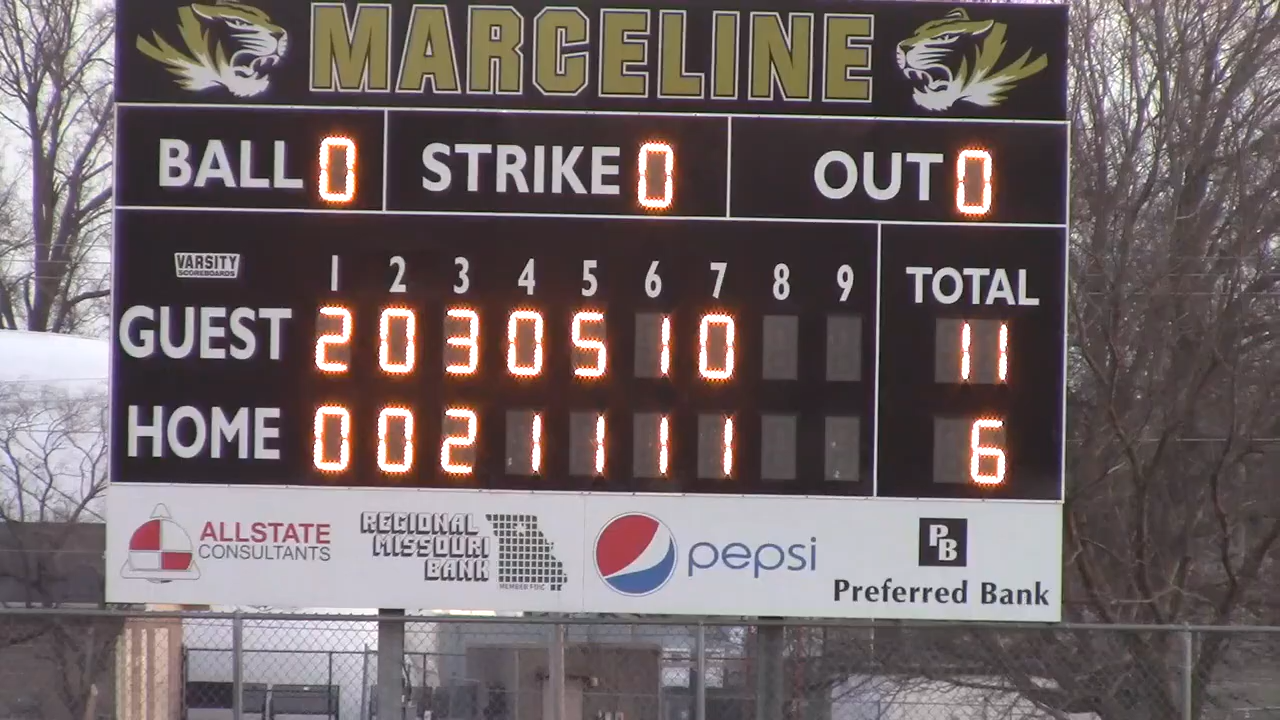 MARCELINE
BALL 0 STRIKE 0 OUT 0
VARSITY
SCOREBOARDS
1 2 3 4 5 6 7 8 9 TOTAL
GUEST 2 0 3 0 5 1 0 11
HOME 0 0 2 1 1 1 1 6
ALLSTATE
CONSULTANTS
REGIONAL
MISSOURI
BANK
MEMBER FDIC
pepsi
PB
Preferred Bank